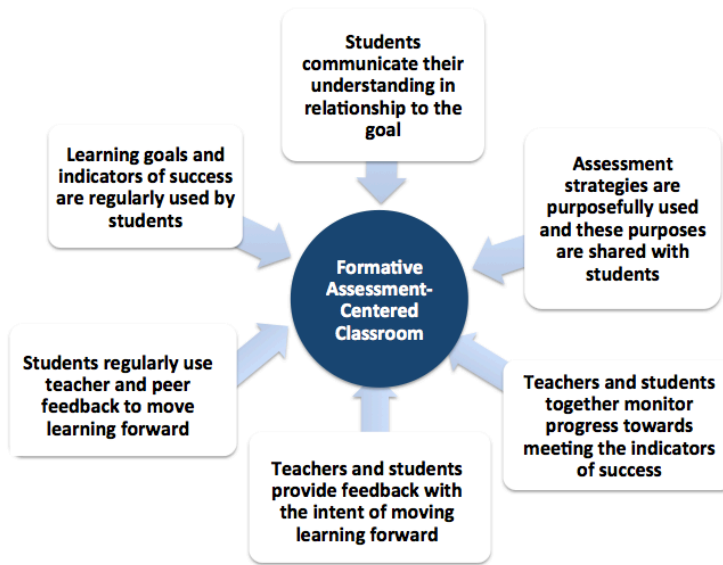 Students
communicate their
understanding in
relationship to the
goal
Learning goals and
indicators of success
are regularly used by
students
Assessment
strategies are
purposefully used
and these purposes
are shared with
students
Formative
Assessment-
Centered
Classroom
Students regularly use
teacher and peer
feedback to move
learning forward
Teachers and students
together monitor
progress towards
meeting the indicators
of success
Teachers and students
provide feedback with
the intent of moving
learning forward